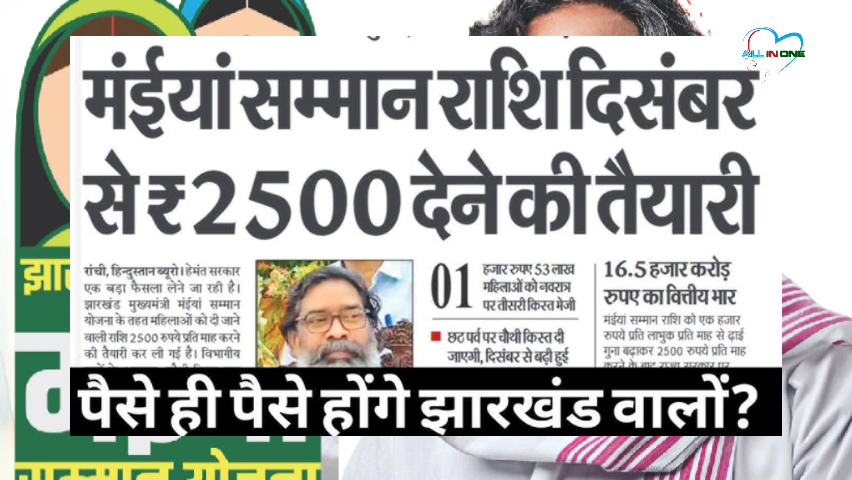 ALL IN ONE
मंईयां सम्मान राशि दिसंबर
से ₹2500 देने की तैयारी
रांची, हिन्दुस्तान ब्यूरो। हेमंत सरकार
एक बड़ा फैसला लेने जा रही है।
झारखंड मुख्यमंत्री मंईयां सम्मान
योजना के तहत महिलाओं को दी जाने
वाली राशि 2500 रुपये प्रति माह करने
की तैयारी कर ली गई है। विभागीय
01
हजार रुपए 53 लाख
महिलाओं को नवरात्र
पर तीसरी किस्त भेजी
छठ पर्व पर चौथी किस्त दी
जाएगी, दिसंबर से बढ़ी हुई
16.5 हजार करोड़
रुपए का वित्तीय भार
मंईयां सम्मान राशि को एक हजार
रुपये प्रति लाभुक प्रति माह से ढ़ाई
गुना बढ़ाकर 2500 रुपये प्रति माह
करने के बाद राज्य सरकार पर
पैसे ही पैसे होंगे झारखंड वालों?